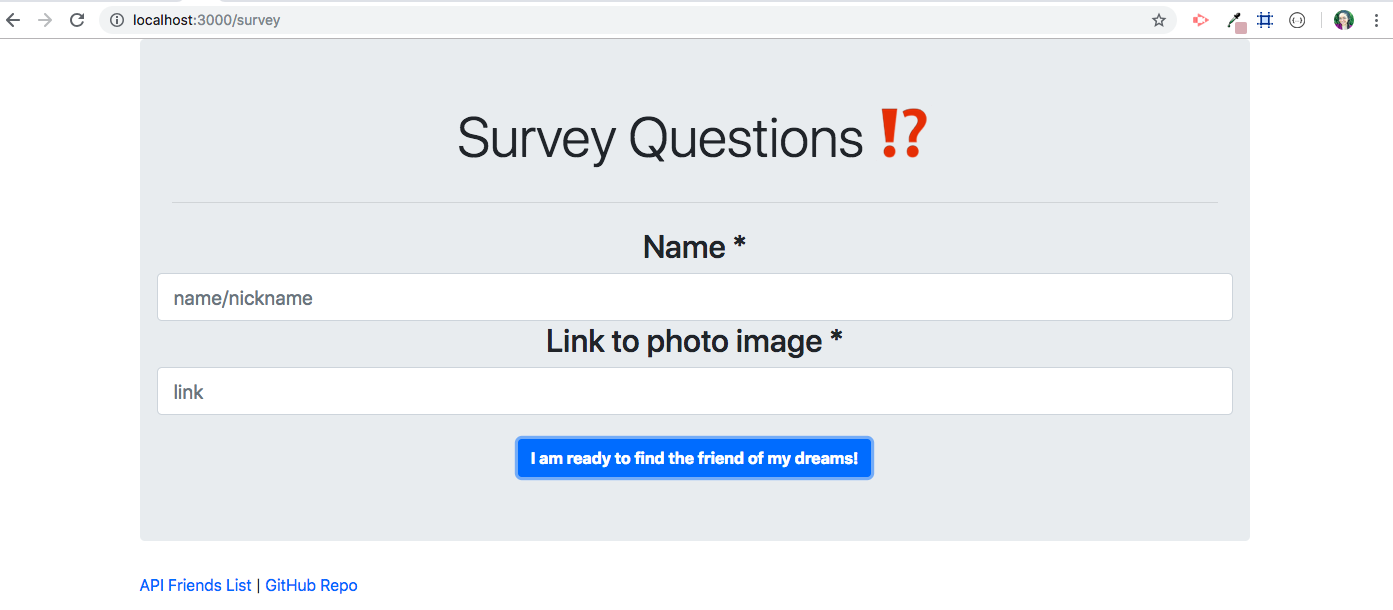 localhost:3000/survey
Survey Questions ⁉
Name *
name/nickname
Link to photo image *
link
I am ready to find the friend of my dreams!
API Friends List | GitHub Repo